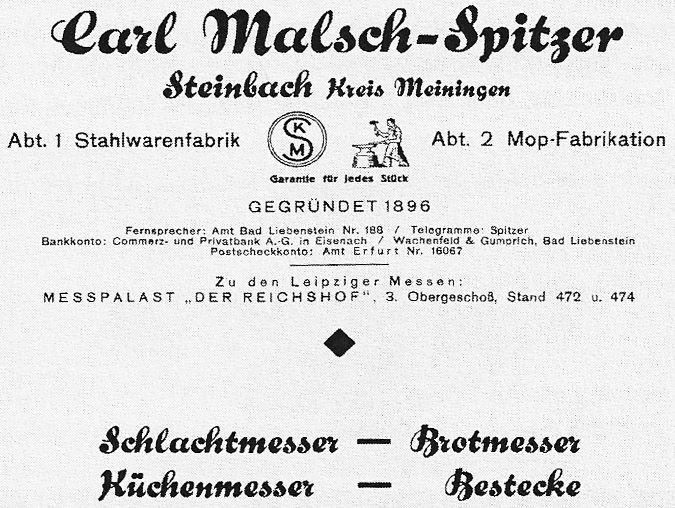 Carl Malsch-Spitzer
Steinbach Kreis Meiningen
Abt. 1 Stahlwarenfabrik
K S M
Abt. 2 Mop-Fabrikation
Garantie für jedes Stück
GEGRÜNDET 1896
Fernsprecher: Amt Bad Liebenstein Nr. 188 / Telegramme: Spitzer
Bankkonto: Commerz- und Privatbank A.-G. in Eisenach / Wachenfeld & Gumprich, Bad Liebenstein
Postscheckkonto: Amt Erfurt Nr. 16067
Zu den Leipziger Messen:
MESSPALAST „DER REICHSHOF", 3. Obergeschoß, Stand 472 u. 474
Schlachtmesser — Brotmesser
Küchenmesser — Bestecke